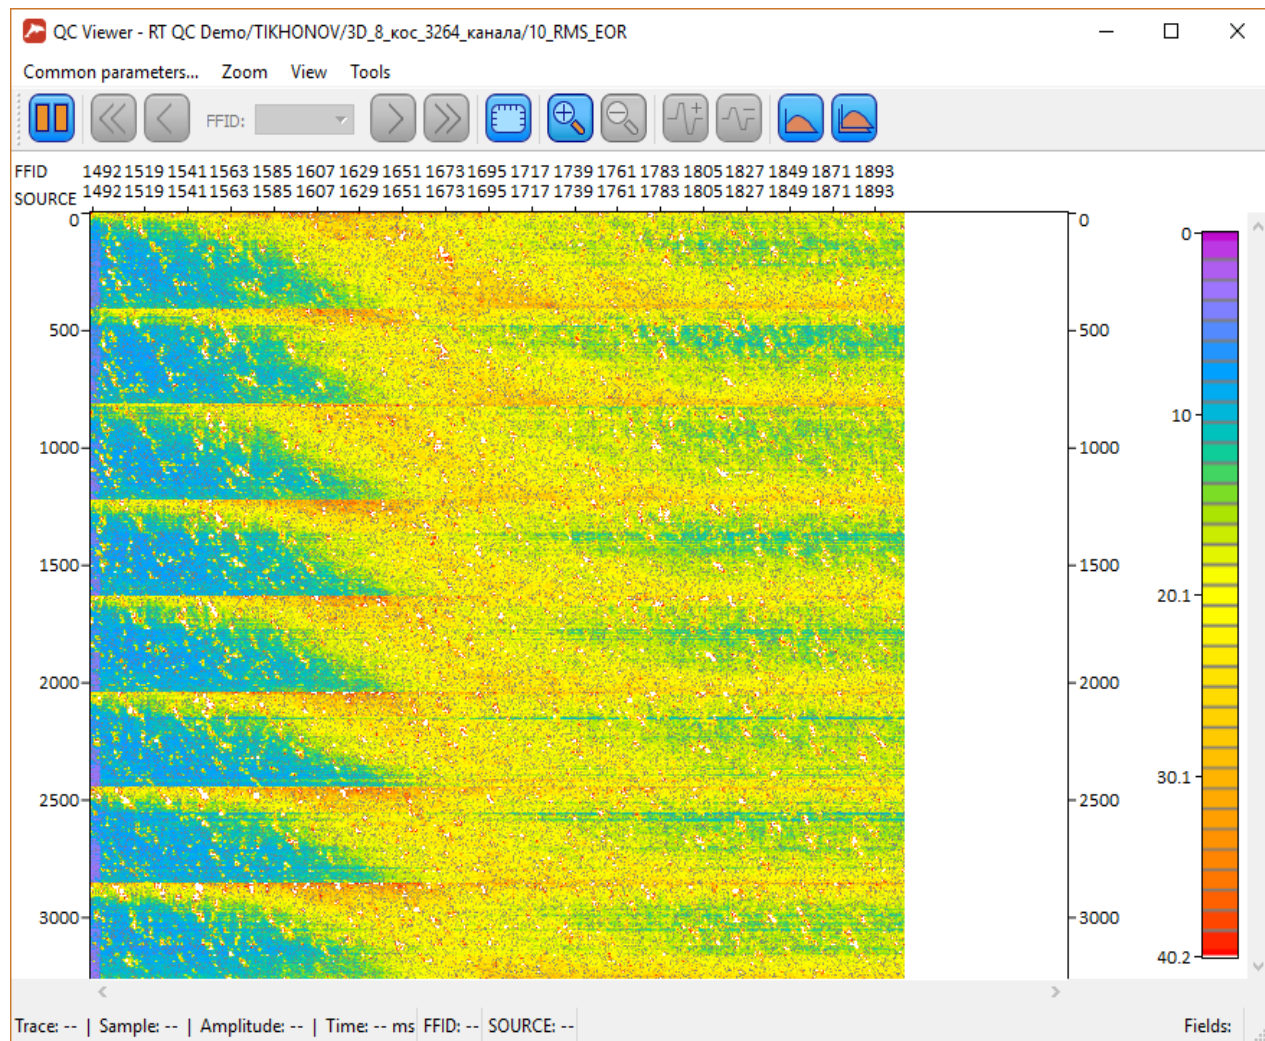 QC Viewer - RT QC Demo/TIKHONOV/3D_8_кос_3264_канала/10_RMS_EOR
Common parameters... Zoom View Tools
FFID:
FFID 1492 1519 1541 1563 1585 1607 1629 1651 1673 1695 1717 1739 1761 1783 1805 1827 1849 1871 1893
SOURCE 1492 1519 1541 1563 1585 1607 1629 1651 1673 1695 1717 1739 1761 1783 1805 1827 1849 1871 1893
0 0 0
500 500
10
1000 1000
1500 1500
20.1
2000 2000
30.1
2500 2500
3000 3000
40.2
Trace: -- | Sample: -- | Amplitude: -- | Time: -- ms FFID: -- SOURCE: -- Fields: